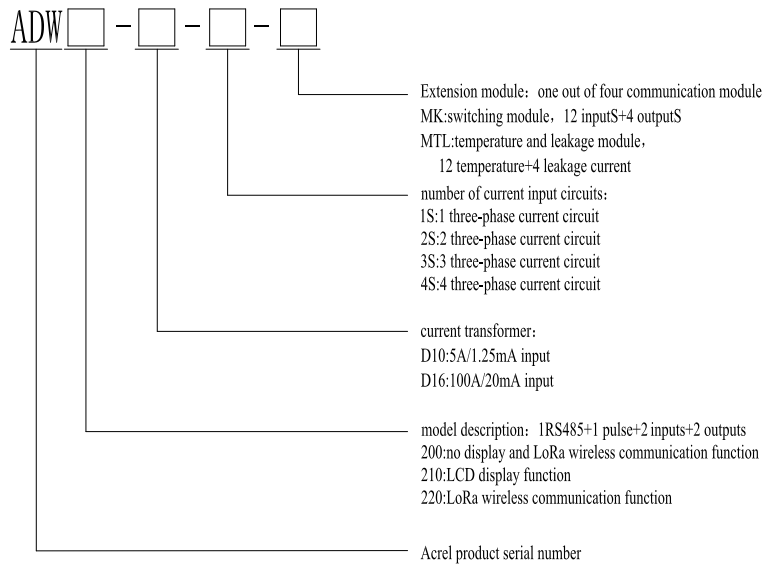 ADW□-□-□-□
Extension module：one out of four communication module
MK:switching module，12 inputS+4 outputS
MTL:temperature and leakage module，
12 temperature+4 leakage current
number of current input circuits：
1S:1 three-phase current circuit
2S:2 three-phase current circuit
3S:3 three-phase current circuit
4S:4 three-phase current circuit
current transformer：
D10:5A/1.25mA input
D16:100A/20mA input
model description：1RS485+1 pulse+2 inputs+2 outputs
200:no display and LoRa wireless communication function
210:LCD display function
220:LoRa wireless communication function
Acrel product serial number